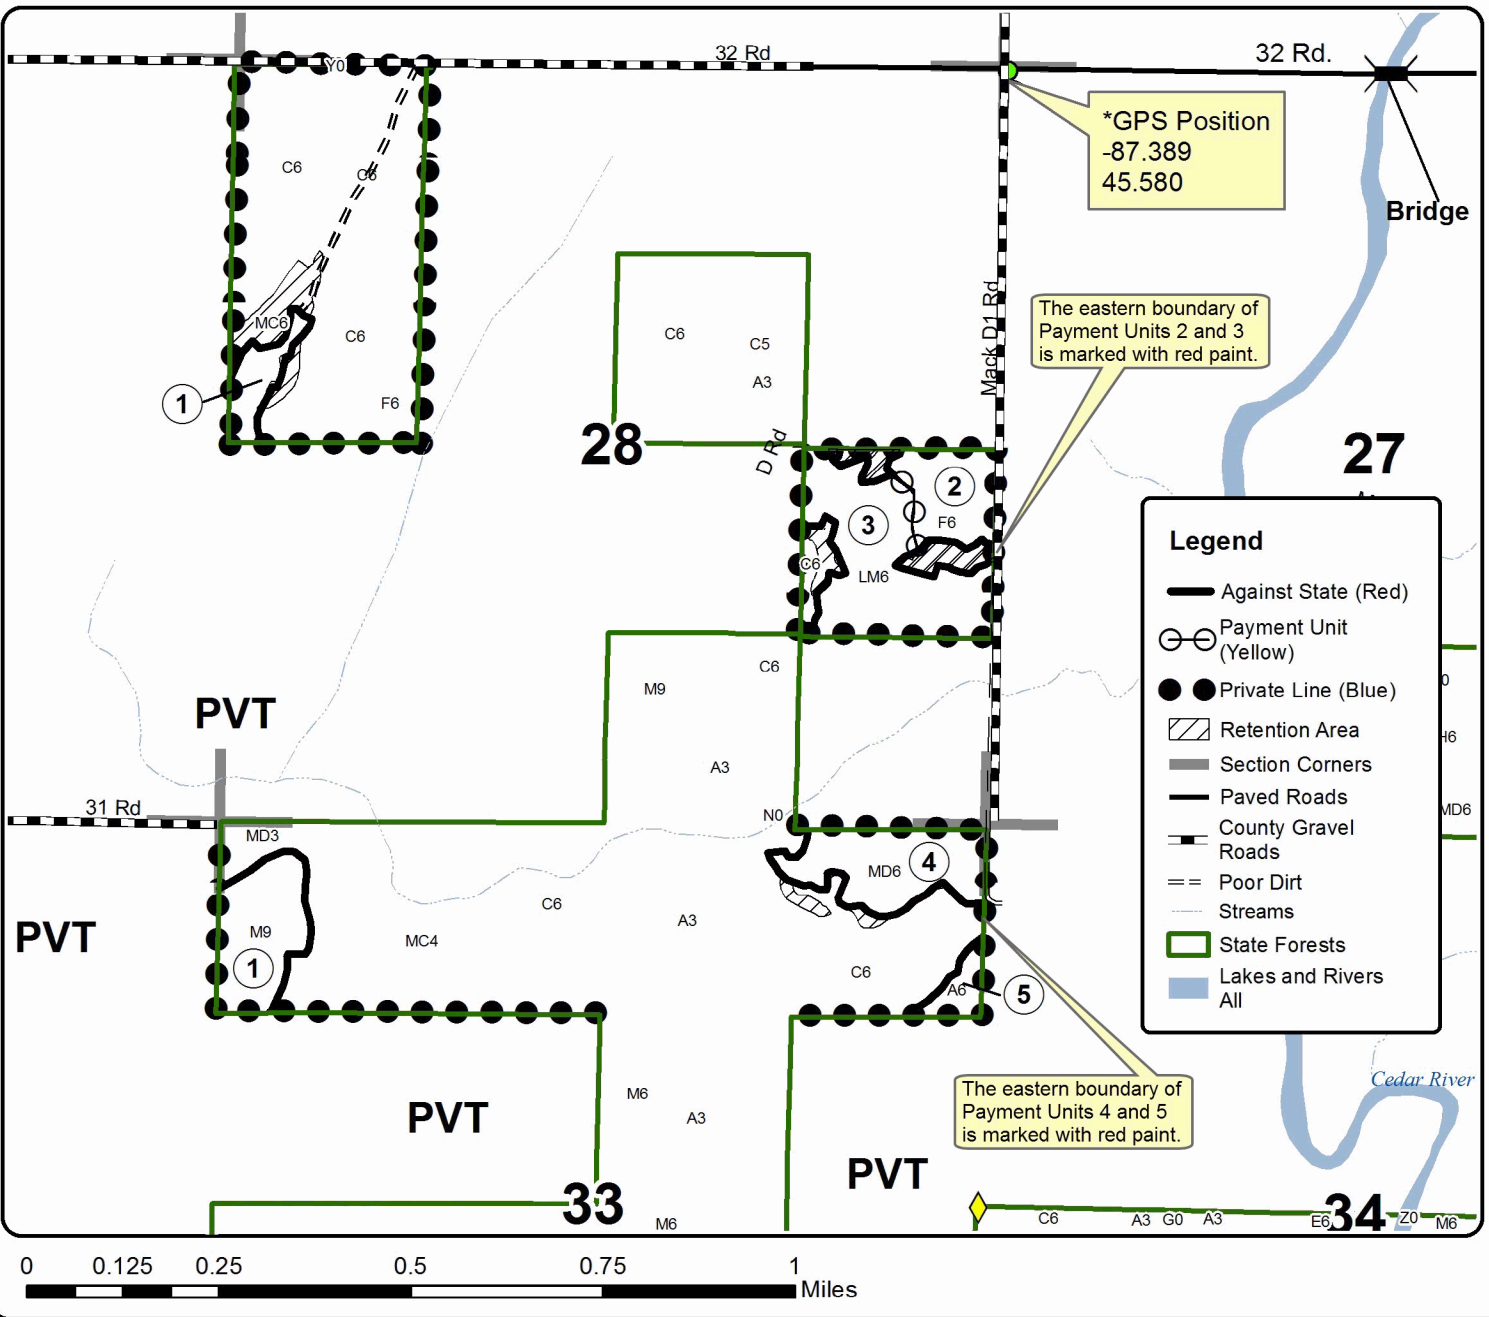 32 Rd
32 Rd.
Y0
*GPS Position
-87.389
45.580
C6
C6
Bridge
Mack D1 Rd
The eastern boundary of
Payment Units 2 and 3
is marked with red paint.
MC6
C6
C6
C5
A3
1
F6
28
D Rd
27
2
3
F6
C6
LM6
Legend
Against State (Red)
Payment Unit
(Yellow)
Private Line (Blue)
Retention Area
Section Corners
Paved Roads
County Gravel
Roads
Poor Dirt
Streams
State Forests
Lakes and Rivers
All
C6
M9
PVT
A3
31 Rd
MD3
N0
MD6
4
MD6
C6
A3
M9
MC4
PVT
1
C6
A6
5
Cedar River
The eastern boundary of
Payment Units 4 and 5
is marked with red paint.
M6
A3
PVT
PVT
33
M6
C6
A3
G0
A3
E6
34
Z0
M6
0
0.125
0.25
0.5
0.75
1
Miles